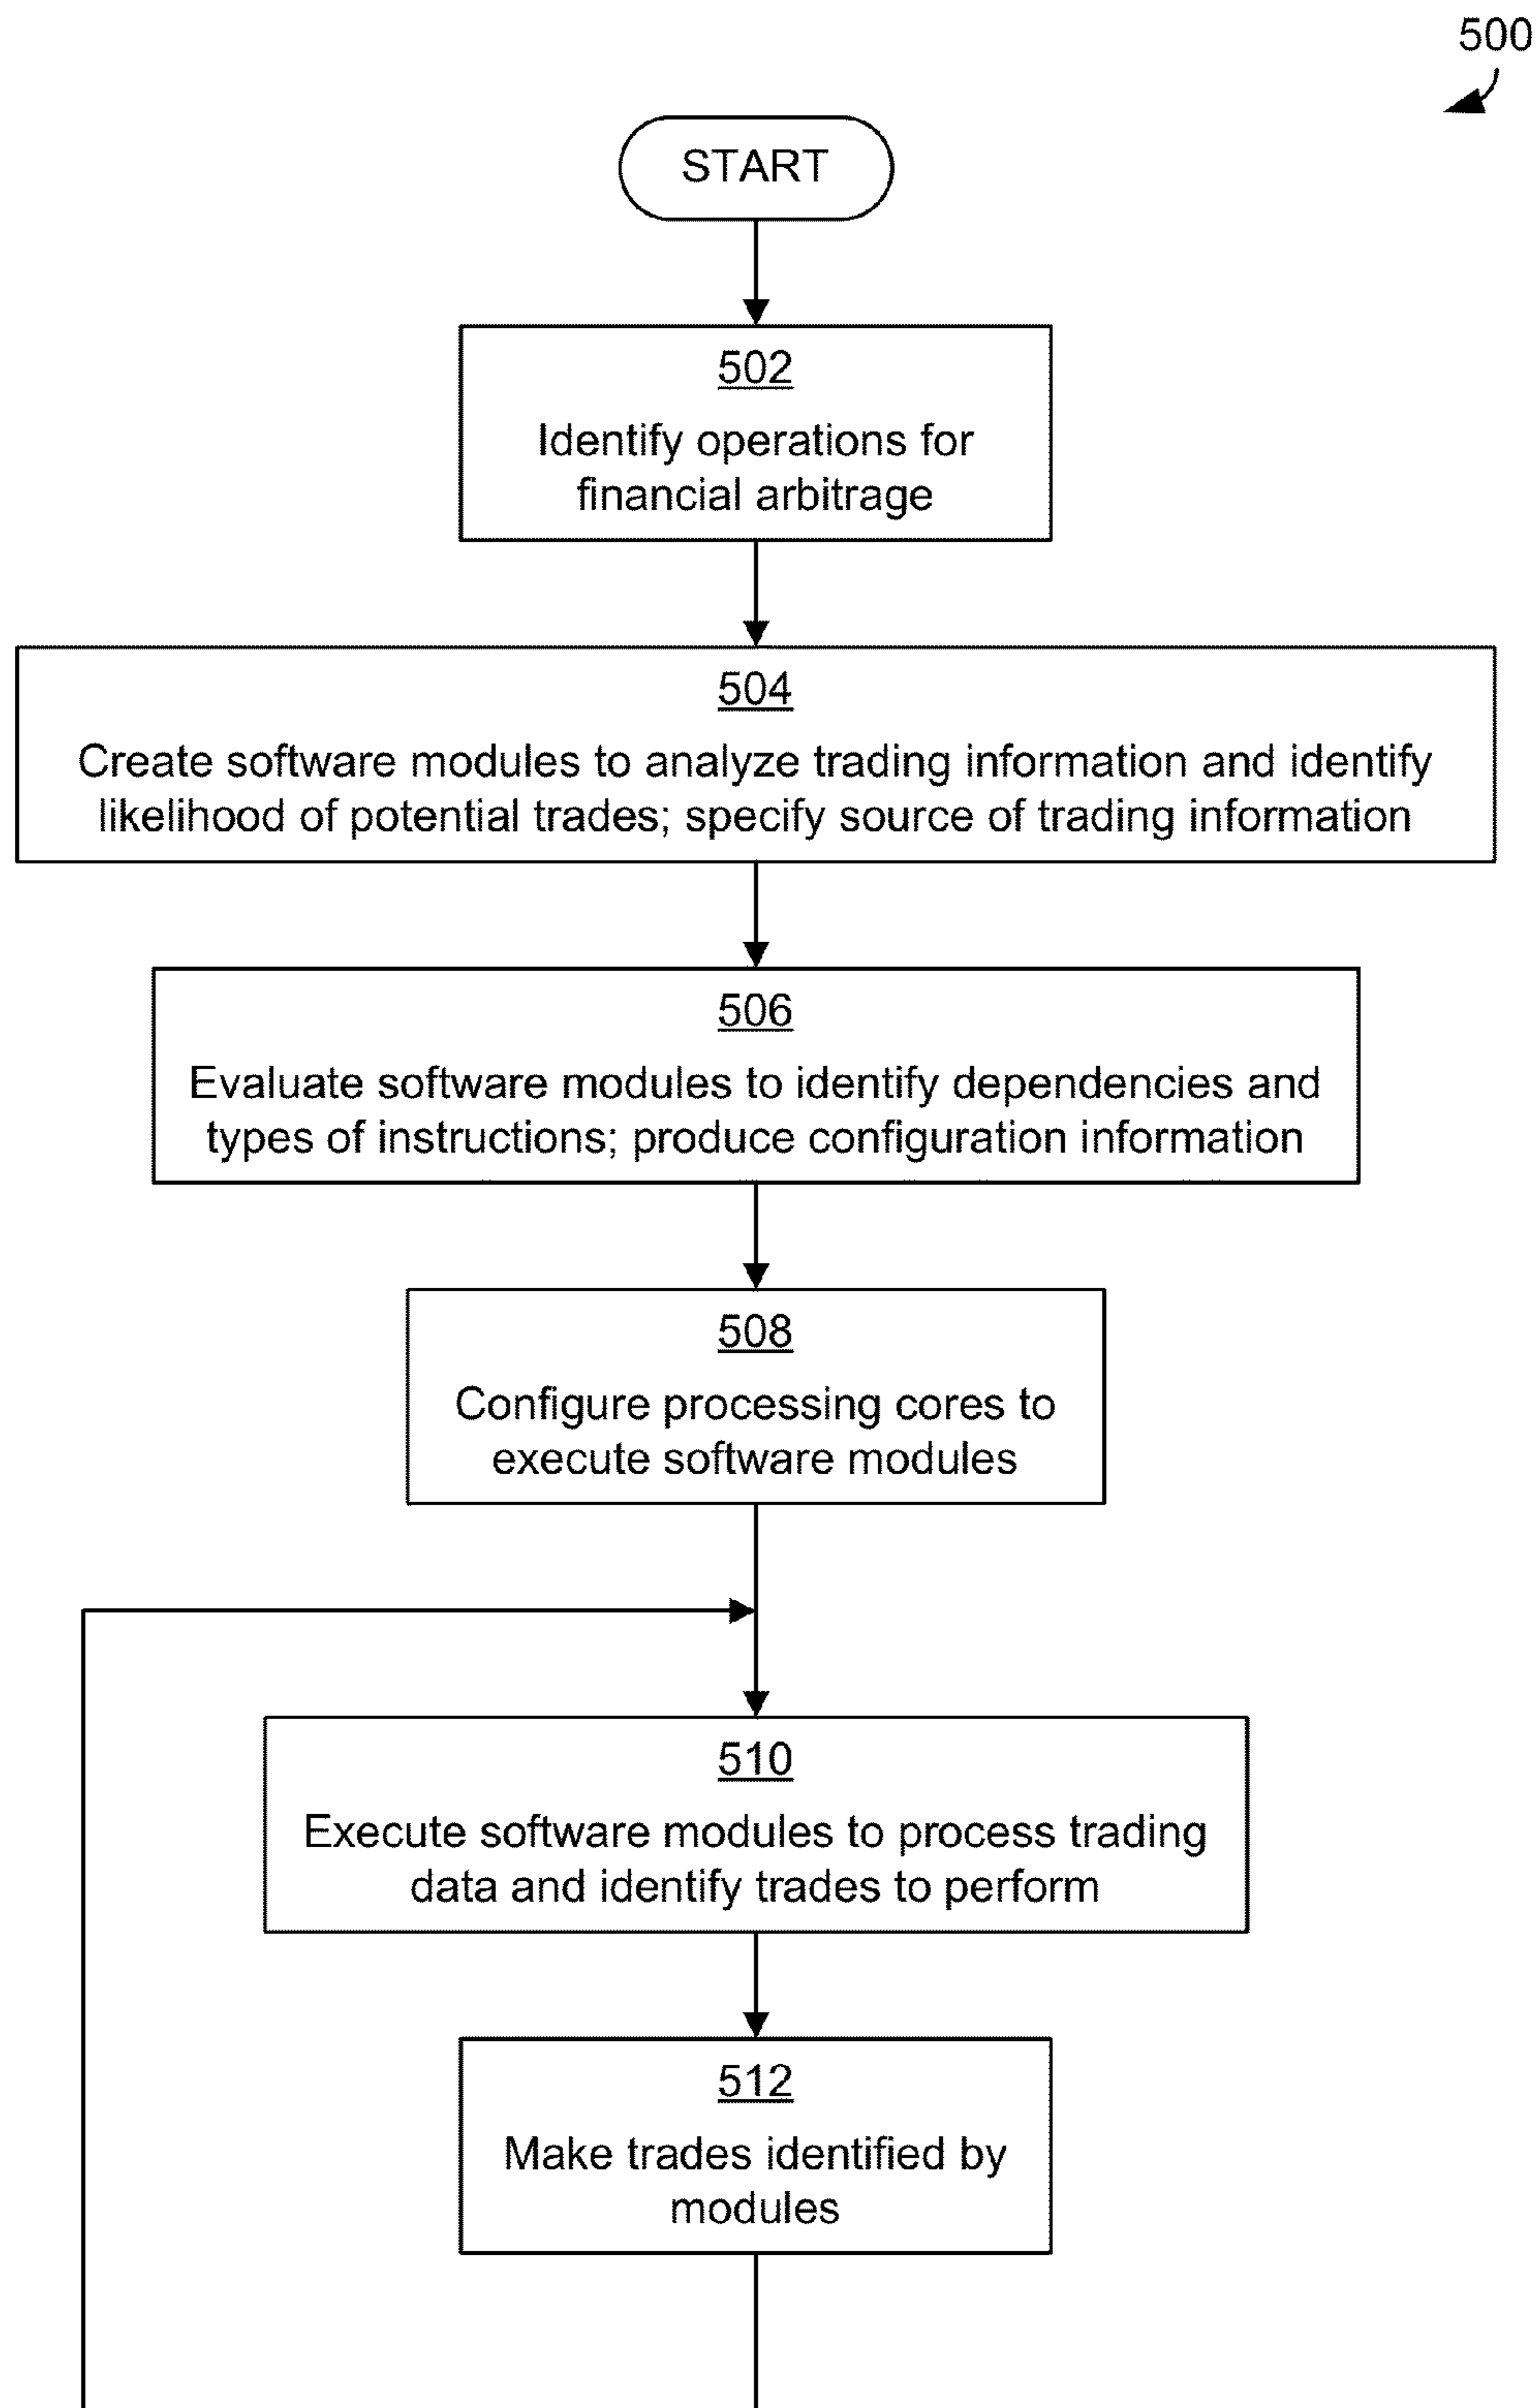 500
START
502
Identify operations for
financial arbitrage
504
Create software modules to analyze trading information and identify
likelihood of potential trades; specify source of trading information
506
Evaluate software modules to identify dependencies and
types of instructions; produce configuration information
508
Configure processing cores to
execute software modules
510
Execute software modules to process trading
data and identify trades to perform
512
Make trades identified by
modules